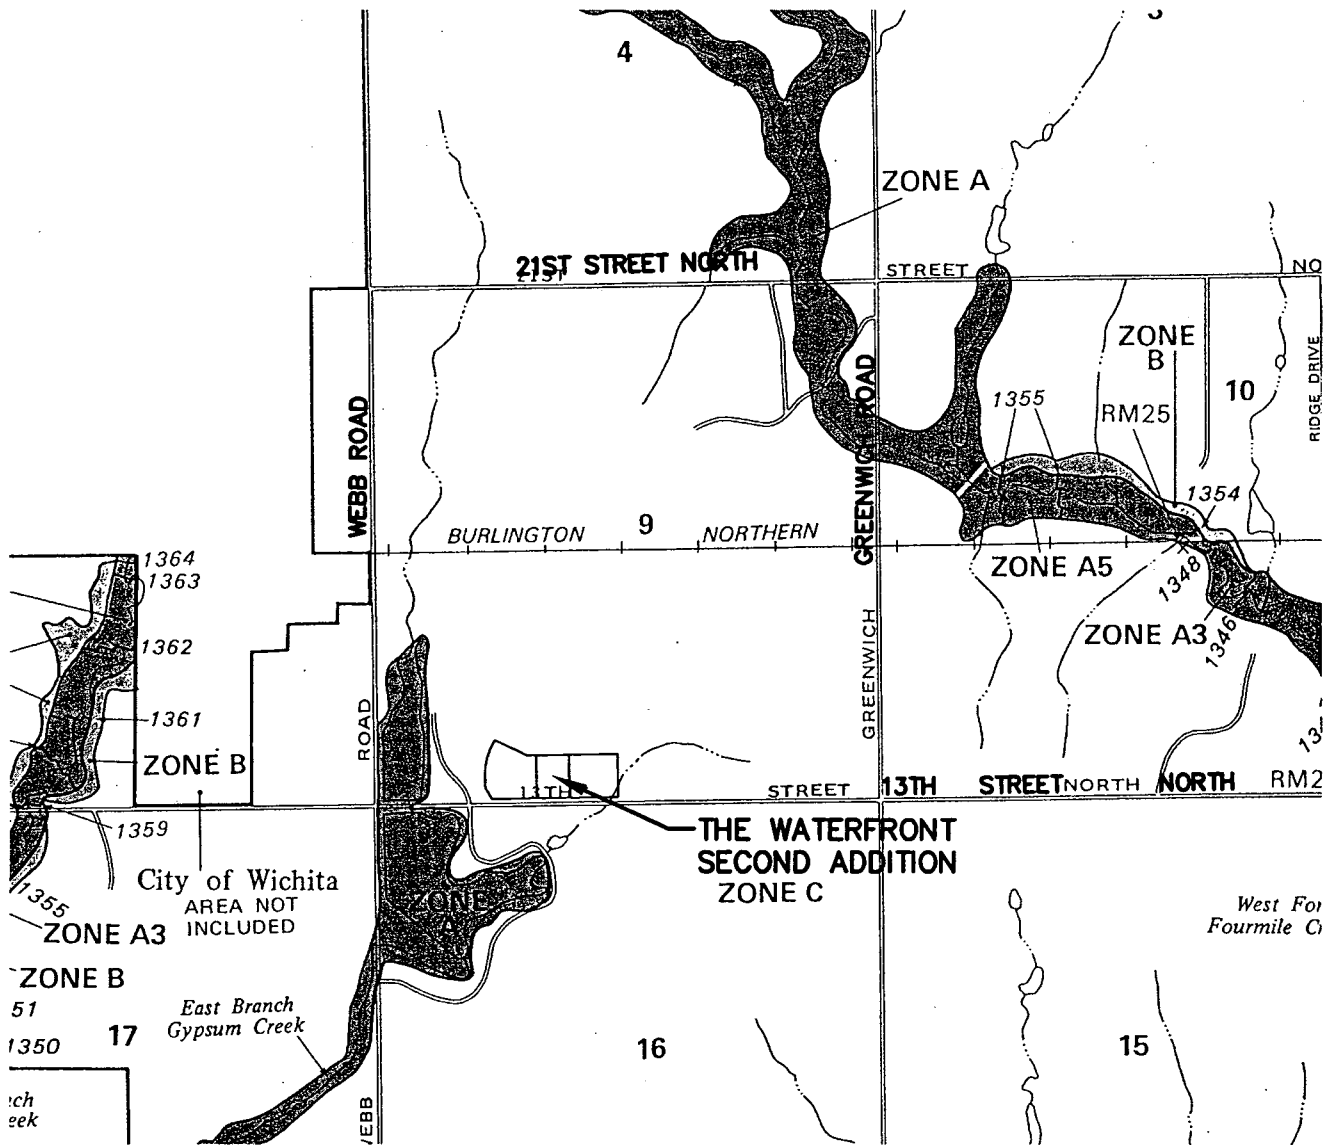 4
ZONE A
21ST STREET NORTH
21ST
STREET
NO
ZONE
B
10
RIDGE DRIVE
WEBB ROAD
GREENWICH ROAD
1355
RM25
1354
BURLINGTON
9
NORTHERN
ZONE A5
1348
ZONE A3
1346
1364
1363
1362
1361
ZONE B
ROAD
GREENWICH
13TH
STREET
13TH
STREET
NORTH
NORTH
RM2
1359
THE WATERFRONT
SECOND ADDITION
ZONE C
City of Wichita
AREA NOT
INCLUDED
1355
ZONE A3
ZONE
A
West For
Fourmile Cr
ZONE B
51
1350
17
East Branch
Gypsum Creek
16
15
eek